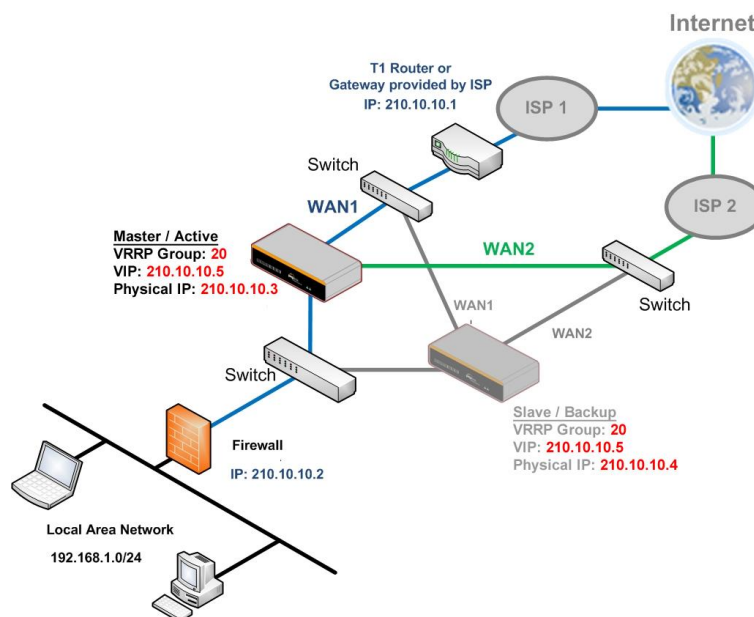 Internet
T1 Router or
Gateway provided by ISP
IP: 210.10.10.1
ISP 1
Switch
WAN1
ISP 2
Master / Active
VRRP Group: 20
VIP: 210.10.10.5
Physical IP: 210.10.10.3
WAN2
Switch
WAN1
WAN2
Switch
Slave / Backup
VRRP Group: 20
VIP: 210.10.10.5
Physical IP: 210.10.10.4
Firewall
IP: 210.10.10.2
Local Area Network
192.168.1.0/24